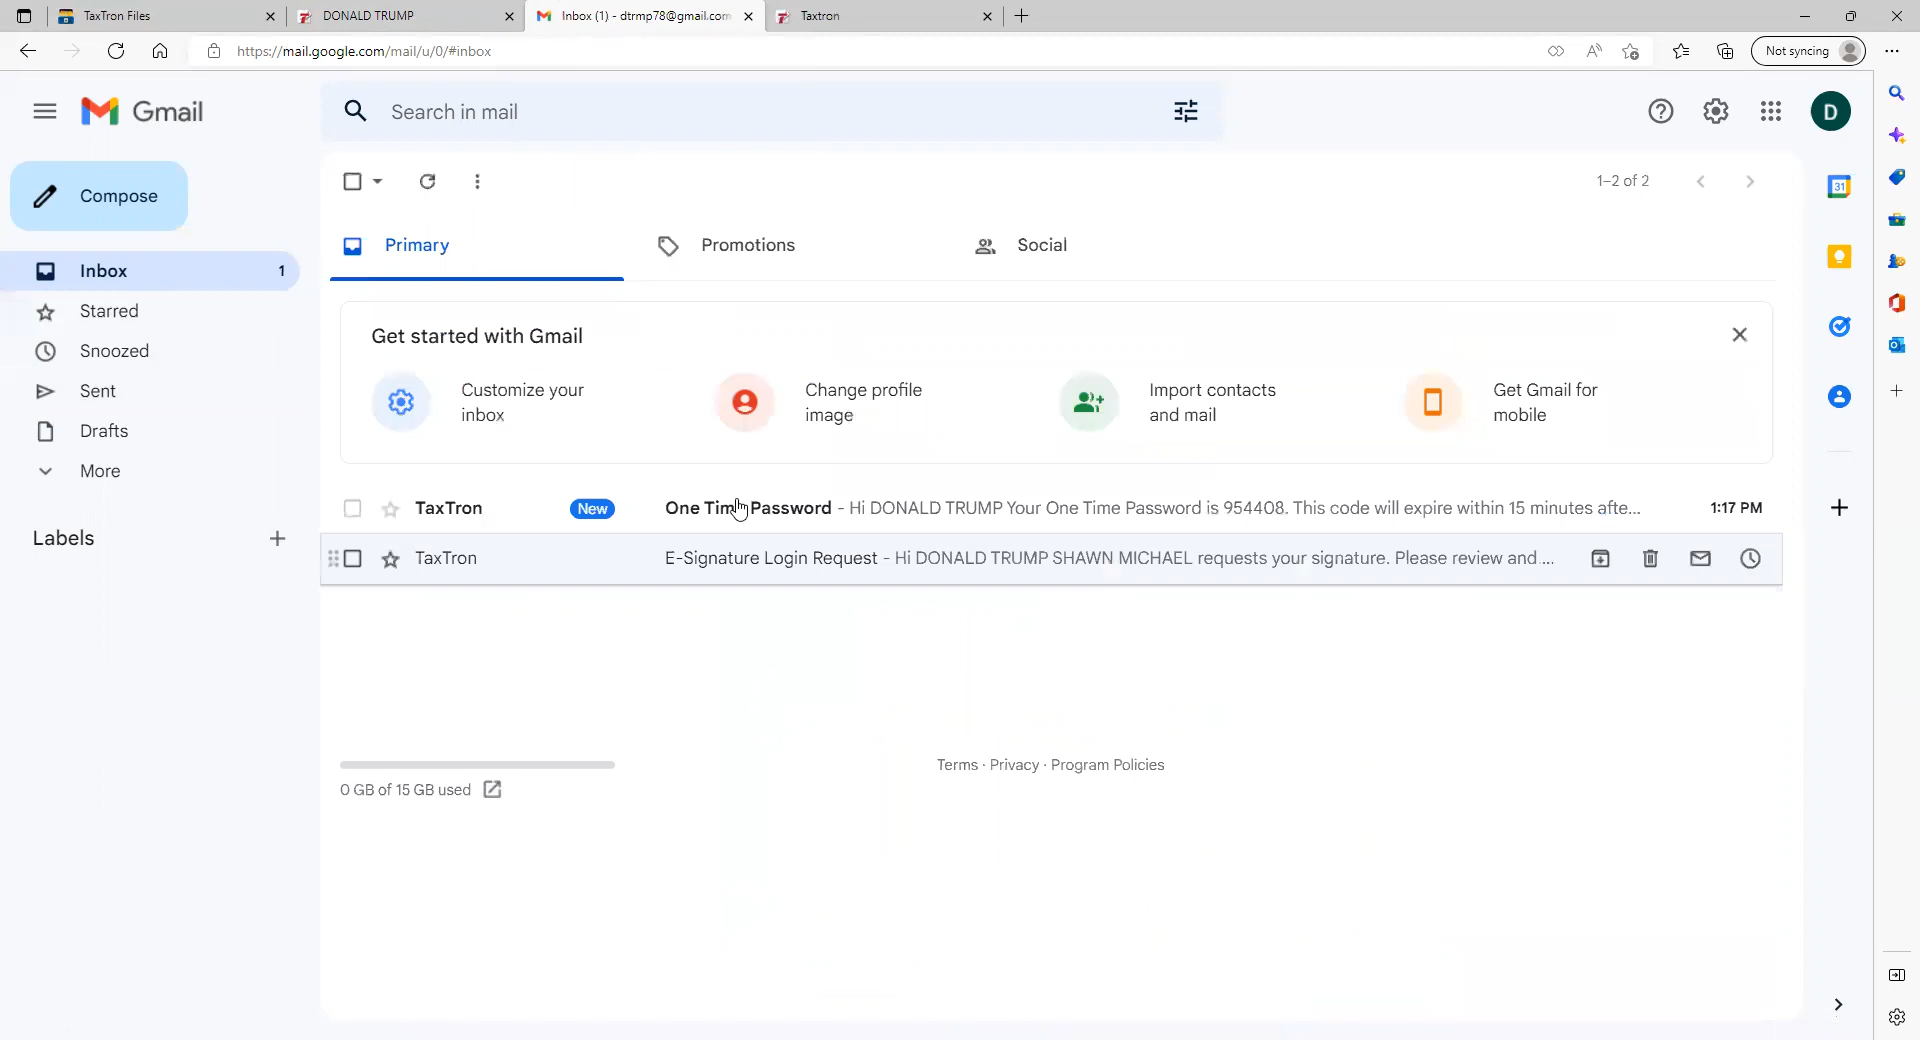 TaxTron Files
DONALD TRUMP
Inbox (1) - dtrmp78@gmail.com
Taxtron
https://mail.google.com/mail/u/0/#inbox
Not syncing
Gmail
Search in mail
D
Compose
1–2 of 2
31
Primary
Promotions
Social
Inbox 1
Starred
Snoozed
Sent
Drafts
More
Labels
Get started with Gmail
Customize your
inbox
Change profile
image
Import contacts
and mail
Get Gmail for
mobile
TaxTron New One Time Password - Hi DONALD TRUMP Your One Time Password is 954408. This code will expire within 15 minutes afte... 1:17 PM
TaxTron E-Signature Login Request - Hi DONALD TRUMP SHAWN MICHAEL requests your signature. Please review and ...
Terms · Privacy · Program Policies
0 GB of 15 GB used